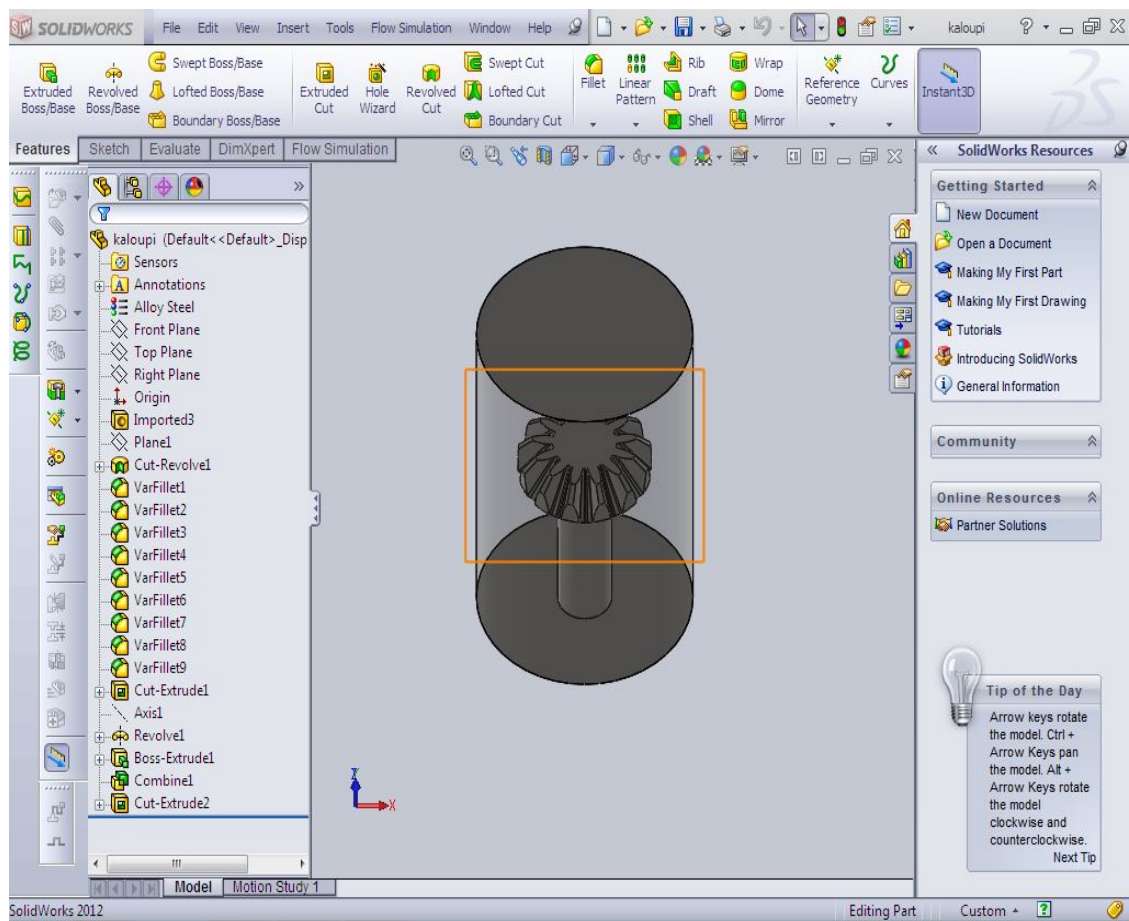 SW SOLIDWORKS File Edit View Insert Tools Flow Simulation Window Help kaloupi
Extruded Boss/Base
Revolved Boss/Base
Swept Boss/Base
Lofted Boss/Base
Boundary Boss/Base
Extruded Cut
Hole Wizard
Revolved Cut
Swept Cut
Lofted Cut
Boundary Cut
Fillet
Linear Pattern
Rib
Draft
Shell
Wrap
Dome
Mirror
Reference Geometry
Curves
Instant3D
Features Sketch Evaluate DimXpert Flow Simulation
kaloupi (Default<<Default>_Disp
Sensors
Annotations
Alloy Steel
Front Plane
Top Plane
Right Plane
Origin
Imported3
Plane1
Cut-Revolve1
VarFillet1
VarFillet2
VarFillet3
VarFillet4
VarFillet5
VarFillet6
VarFillet7
VarFillet8
VarFillet9
Cut-Extrude1
Axis1
Revolve1
Boss-Extrude1
Combine1
Cut-Extrude2
Z
X
SolidWorks Resources
Getting Started
New Document
Open a Document
Making My First Part
Making My First Drawing
Tutorials
Introducing SolidWorks
General Information
Community
Online Resources
Partner Solutions
Tip of the Day
Arrow keys rotate
the model. Ctrl +
Arrow Keys pan
the model. Alt +
Arrow Keys rotate
the model
clockwise and
counterclockwise.
Next Tip
Model Motion Study 1
SolidWorks 2012 Editing Part Custom